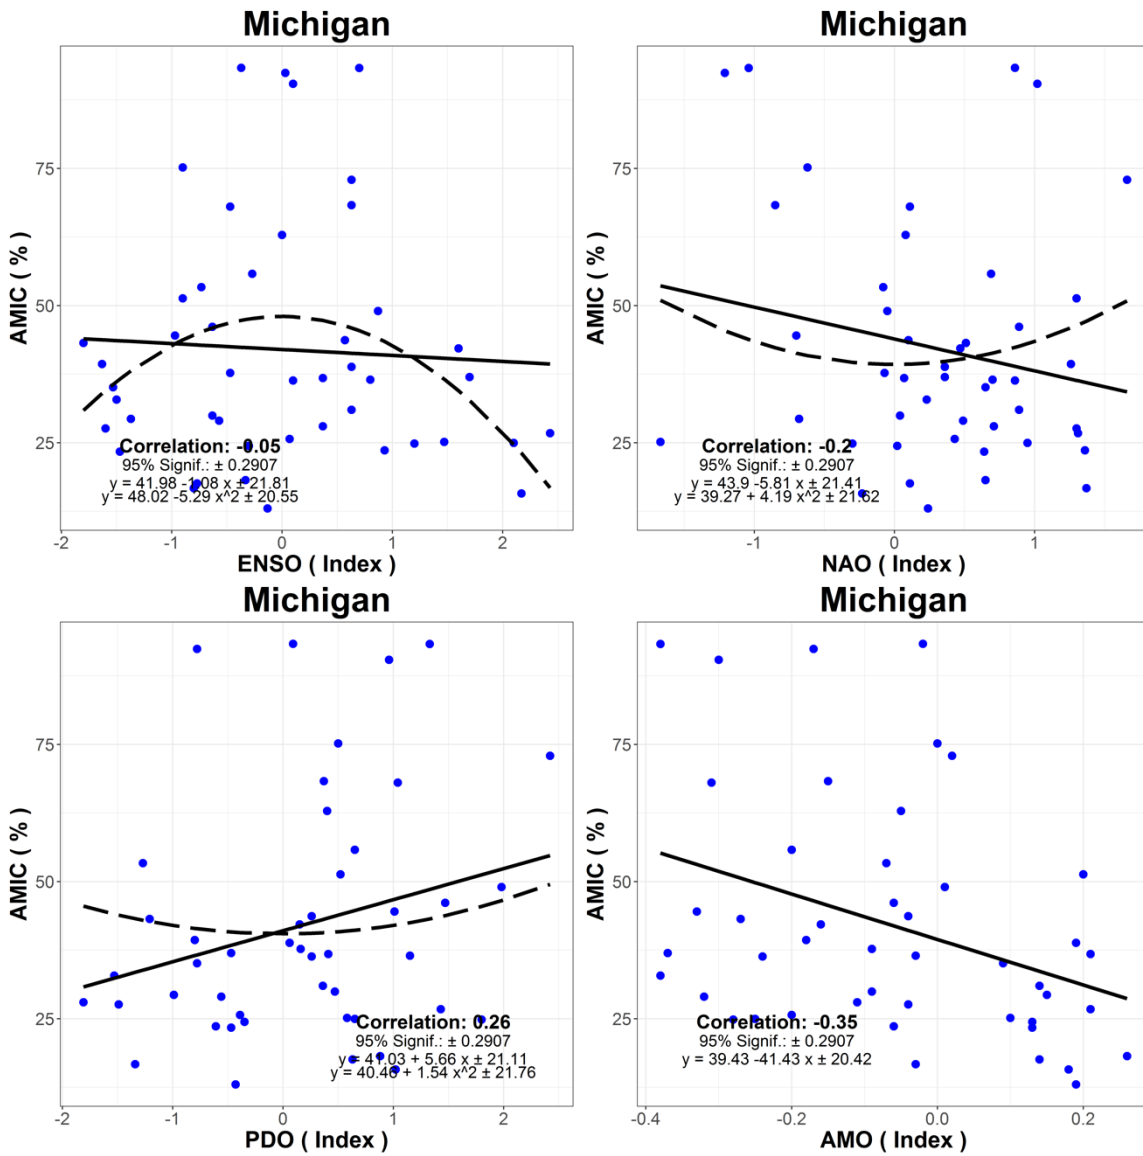 Michigan
AMIC ( % )
75
50
25
Correlation: -0.05
95% Signif.: ± 0.2907
y = 41.98 -1.08 x ± 21.81
y = 48.02 -5.29 x^2 ± 20.55
-2 -1 0 1 2
ENSO ( Index )
Michigan
AMIC ( % )
75
50
25
Correlation: -0.2
95% Signif.: ± 0.2907
y = 43.9 -5.81 x ± 21.41
y = 39.27 + 4.19 x^2 ± 21.62
-1 0 1
NAO ( Index )
Michigan
AMIC ( % )
75
50
25
Correlation: 0.26
95% Signif.: ± 0.2907
y = 41.03 + 5.66 x ± 21.11
y = 40.46 + 1.54 x^2 ± 21.76
-2 -1 0 1 2
PDO ( Index )
Michigan
AMIC ( % )
75
50
25
Correlation: -0.35
95% Signif.: ± 0.2907
y = 39.43 -41.43 x ± 20.42
-0.4 -0.2 0.0 0.2
AMO ( Index )